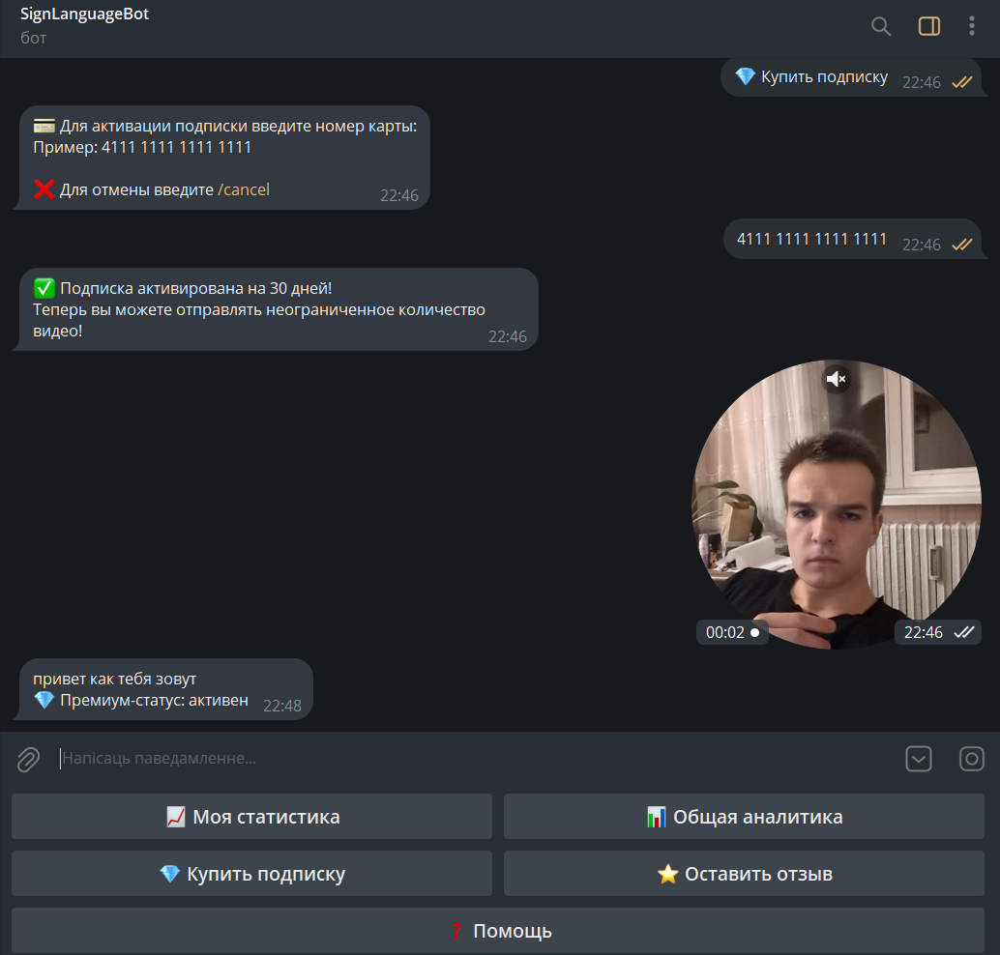 SignLanguageBot
бот
💎 Купить подписку 22:46
💳 Для активации подписки введите номер карты:
Пример: 4111 1111 1111 1111
❌ Для отмены введите /cancel 22:46
4111 1111 1111 1111 22:46
✅ Подписка активирована на 30 дней!
Теперь вы можете отправлять неограниченное количество
видео! 22:46
00:02 22:46
привет как тебя зовут
💎 Премиум-статус: активен 22:48
Напісаць паведамленне...
📈 Моя статистика
📊 Общая аналитика
💎 Купить подписку
⭐ Оставить отзыв
❓ Помощь